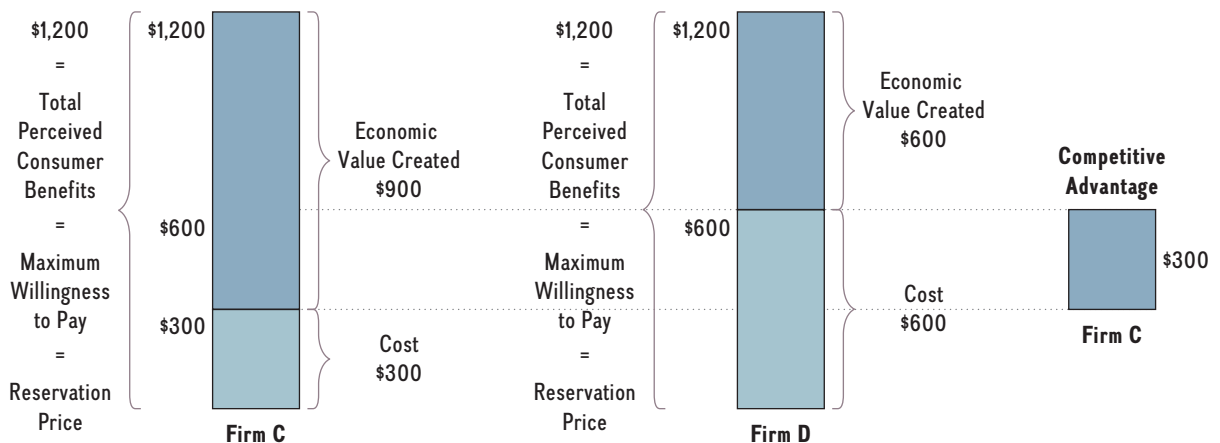 $1,200
=
Total
Perceived
Consumer
Benefits
=
Maximum
Willingness
to Pay
=
Reservation
Price
$1,200
$600
$300
Economic
Value Created
$900
Cost
$300
Firm C
$1,200
=
Total
Perceived
Consumer
Benefits
=
Maximum
Willingness
to Pay
=
Reservation
Price
$1,200
$600
Economic
Value Created
$600
Cost
$600
Firm D
Competitive
Advantage
$300
Firm C